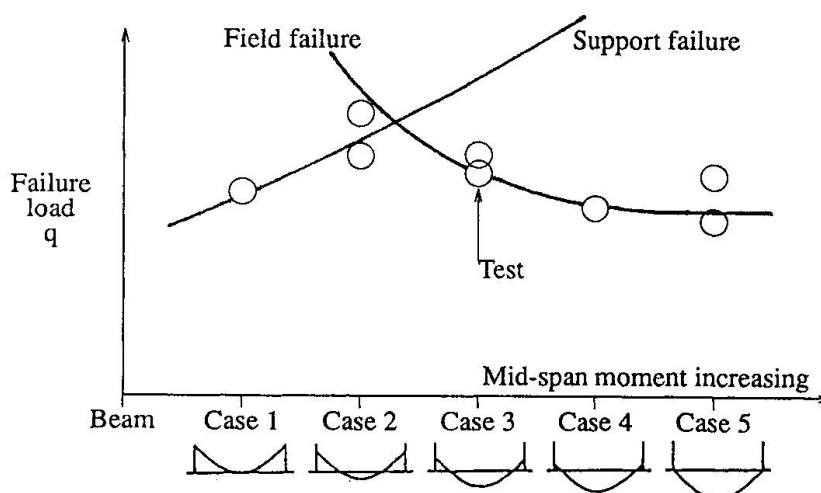 Field failure
Support failure
Failure
load
q
Test
Mid-span moment increasing
Beam Case 1 Case 2 Case 3 Case 4 Case 5